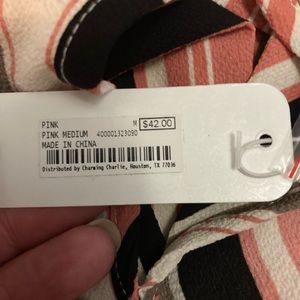 PINK M $42.00
PINK MEDIUM 400001323090
MADE IN CHINA
Distributed by Charming Charlie, Houston, TX 77036